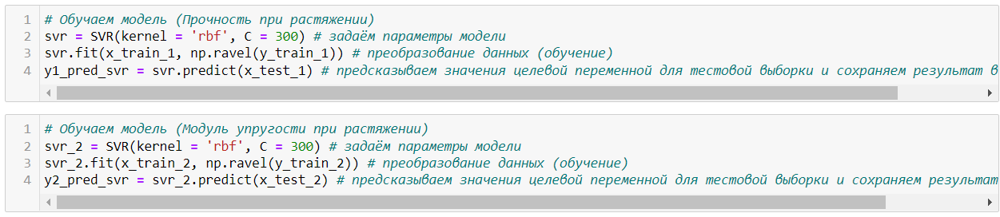 1 # Обучаем модель (Прочность при растяжении)
2 svr = SVR(kernel = 'rbf', C = 300) # задаём параметры модели
3 svr.fit(x_train_1, np.ravel(y_train_1)) # преобразование данных (обучение)
4 y1_pred_svr = svr.predict(x_test_1) # предсказываем значения целевой переменной для тестовой выборки и сохраняем результат в
1 # Обучаем модель (Модуль упругости при растяжении)
2 svr_2 = SVR(kernel = 'rbf', C = 300) # задаём параметры модели
3 svr_2.fit(x_train_2, np.ravel(y_train_2)) # преобразование данных (обучение)
4 y2_pred_svr = svr_2.predict(x_test_2) # предсказываем значения целевой переменной для тестовой выборки и сохраняем результат